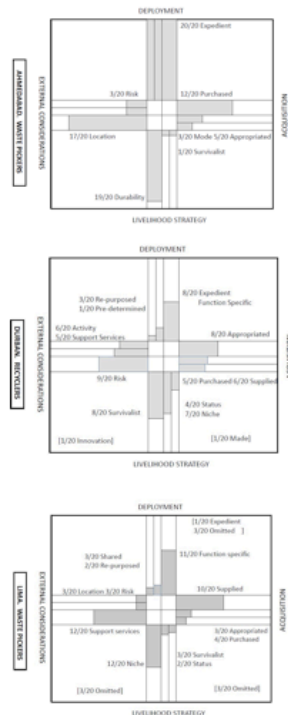 DEPLOYMENT
20/20 Expedient
3/20 Risk
12/20 Purchased
AHMEDABAD. WASTE PICKERS
EXTERNAL CONSIDERATIONS
ACQUISITION
17/20 Location
3/20 Mode 5/20 Appropriated
1/20 Survivalist
19/20 Durability
LIVELIHOOD STRATEGY
DEPLOYMENT
3/20 Re-purposed
1/20 Pre-determined
8/20 Expedient
Function Specific
6/20 Activity
5/20 Support Services
8/20 Appropriated
DURBAN. RECYCLERS
EXTERNAL CONSIDERATIONS
ACQUISITION
9/20 Risk
5/20 Purchased 6/20 Supplied
8/20 Survivalist
4/20 Status
7/20 Niche
[1/20 Innovation]
[1/20 Made]
LIVELIHOOD STRATEGY
DEPLOYMENT
[1/20 Expedient
3/20 Omitted ]
3/20 Shared
2/20 Re-purposed
11/20 Function specific
3/20 Location 3/20 Risk
10/20 Supplied
LIMA. WASTE PICKERS
EXTERNAL CONSIDERATIONS
ACQUISITION
12/20 Support services
3/20 Appropriated
4/20 Purchased
12/20 Niche
3/20 Survivalist
2/20 Status
[3/20 Omitted]
[3/20 Omitted]
LIVELIHOOD STRATEGY